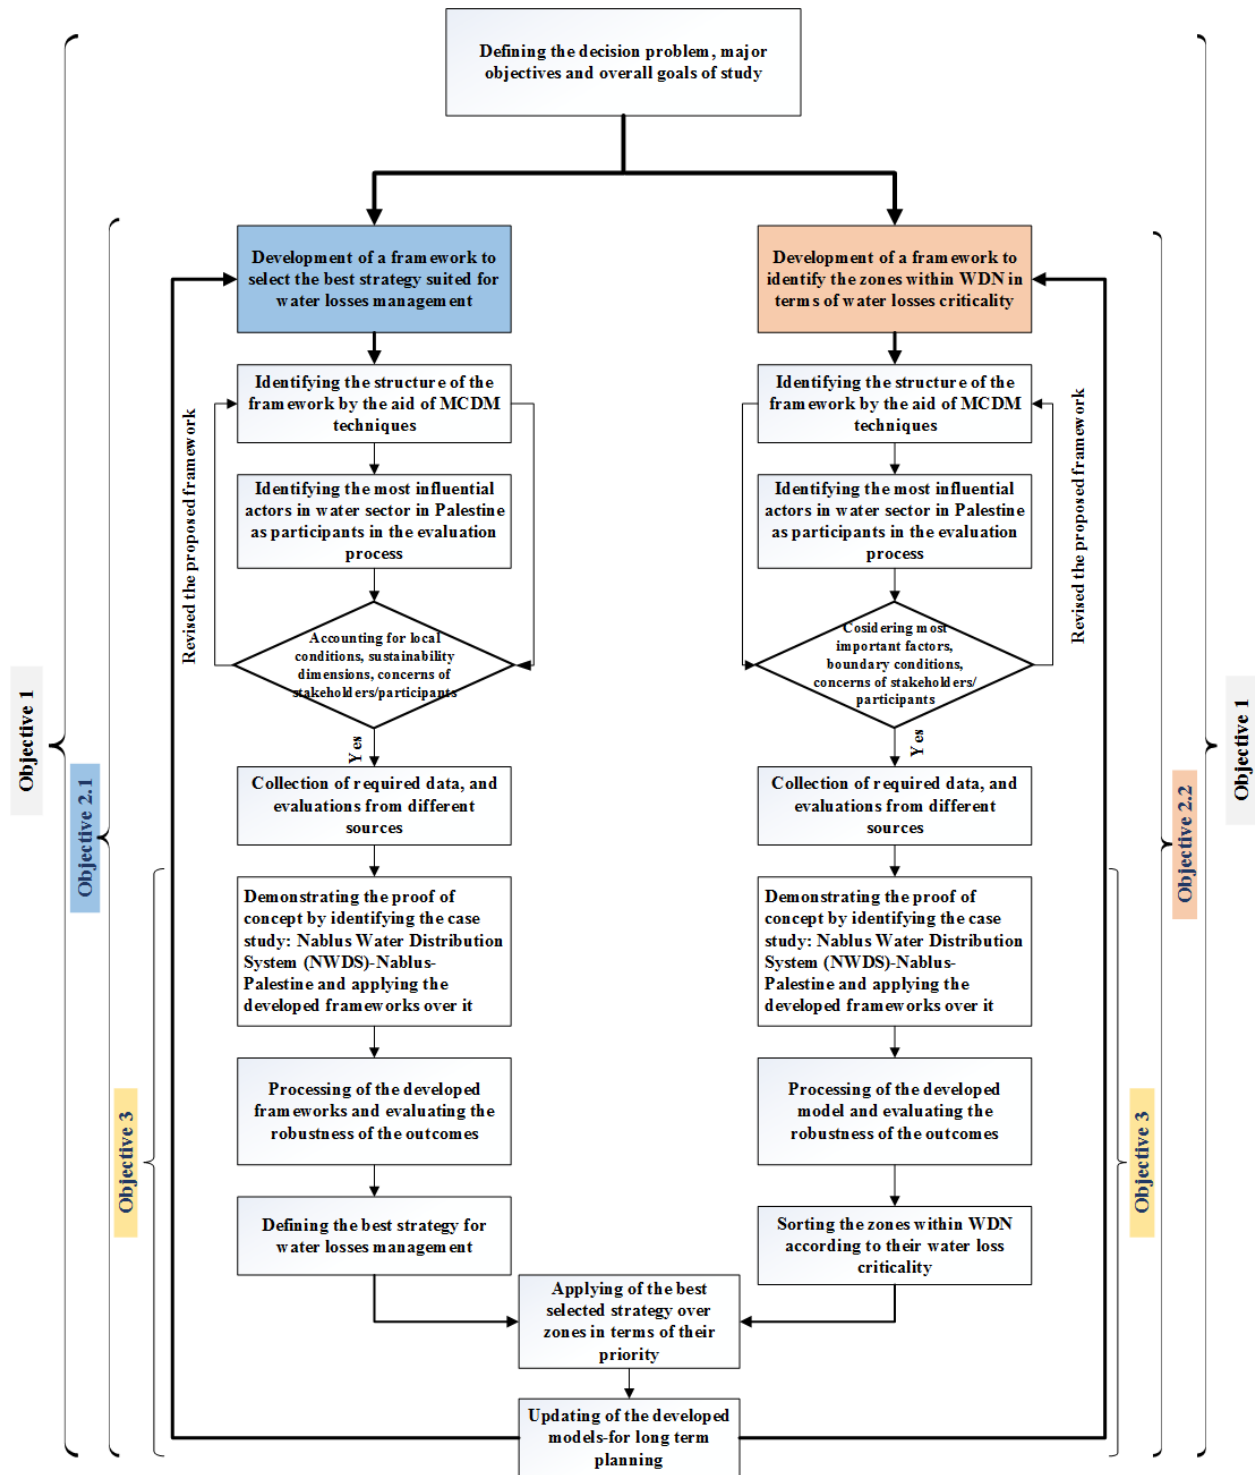 Defining the decision problem, major
objectives and overall goals of study
Development of a framework to
select the best strategy suited for
water losses management
Development of a framework to
identify the zones within WDN in
terms of water losses criticality
Identifying the structure of the
framework by the aid of MCDM
techniques
Identifying the structure of the
framework by the aid of MCDM
techniques
Identifying the most influential
actors in water sector in Palestine
as participants in the evaluation
process
Identifying the most influential
actors in water sector in Palestine
as participants in the evaluation
process
Revised the proposed framework
Revised the proposed framework
Accounting for local
conditions, sustainability
dimensions, concerns of
stakeholders/participants
Cosidering most
important factors,
boundary conditions,
concerns of stakeholders/
participants
Yes
Yes
Collection of required data, and
evaluations from different
sources
Collection of required data, and
evaluations from different
sources
Demonstrating the proof of
concept by identifying the case
study: Nablus Water Distribution
System (NWDS)-Nablus-
Palestine and applying the
developed frameworks over it
Demonstrating the proof of
concept by identifying the case
study: Nablus Water Distribution
System (NWDS)-Nablus-
Palestine and applying the
developed frameworks over it
Processing of the developed
frameworks and evaluating the
robustness of the outcomes
Processing of the developed
model and evaluating the
robustness of the outcomes
Defining the best strategy for
water losses management
Sorting the zones within WDN
according to their water loss
criticality
Applying of the best
selected strategy over
zones in terms of their
priority
Updating of the developed
models-for long term
planning
Objective 1
Objective 2.1
Objective 3
Objective 3
Objective 2.2
Objective 1